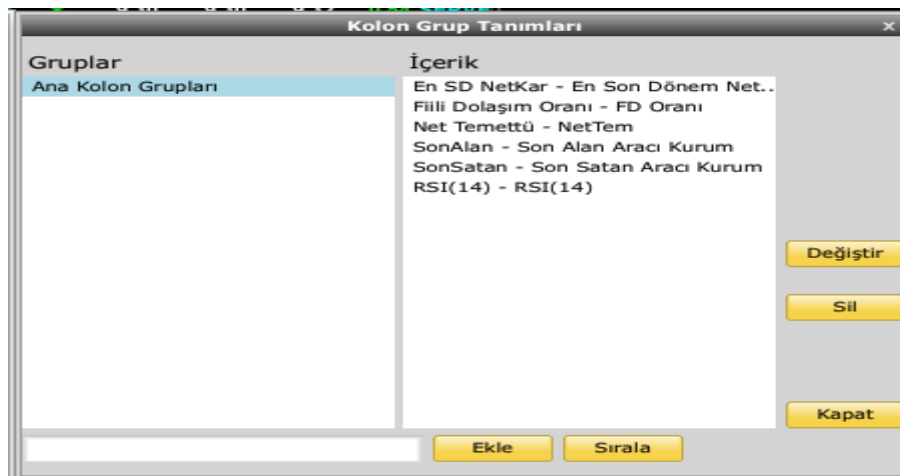 Kolon Grup Tanımları
Gruplar
Ana Kolon Grupları
İçerik
En SD NetKar - En Son Dönem Net..
Fiili Dolaşım Oranı - FD Oranı
Net Temettü - NetTem
SonAlan - Son Alan Aracı Kurum
SonSatan - Son Satan Aracı Kurum
RSI(14) - RSI(14)
Değiştir
Sil
Kapat
Ekle
Sırala